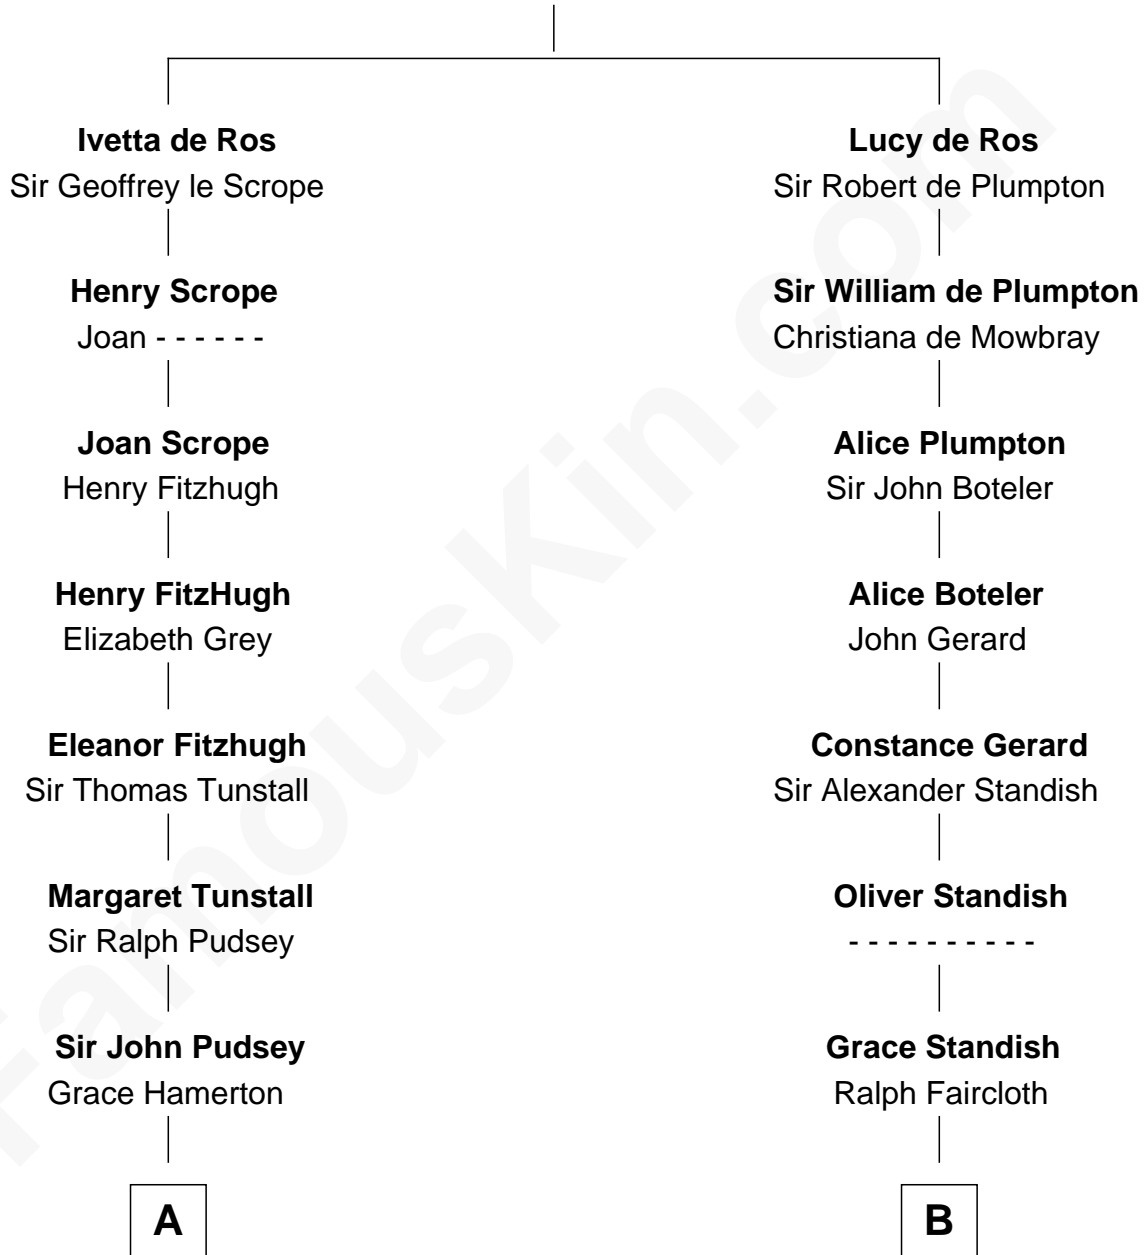 Ivetta de Ros
Sir Geoffrey le Scrope
Henry Scrope
Joan - - - - - -
Joan Scrope
Henry Fitzhugh
Henry FitzHugh
Elizabeth Grey
Eleanor Fitzhugh
Sir Thomas Tunstall
Margaret Tunstall
Sir Ralph Pudsey
Sir John Pudsey
Grace Hamerton
A
Lucy de Ros
Sir Robert de Plumpton
Sir William de Plumpton
Christiana de Mowbray
Alice Plumpton
Sir John Boteler
Alice Boteler
John Gerard
Constance Gerard
Sir Alexander Standish
Oliver Standish
- - - - - - - - - -
Grace Standish
Ralph Faircloth
B
FamousKin.com